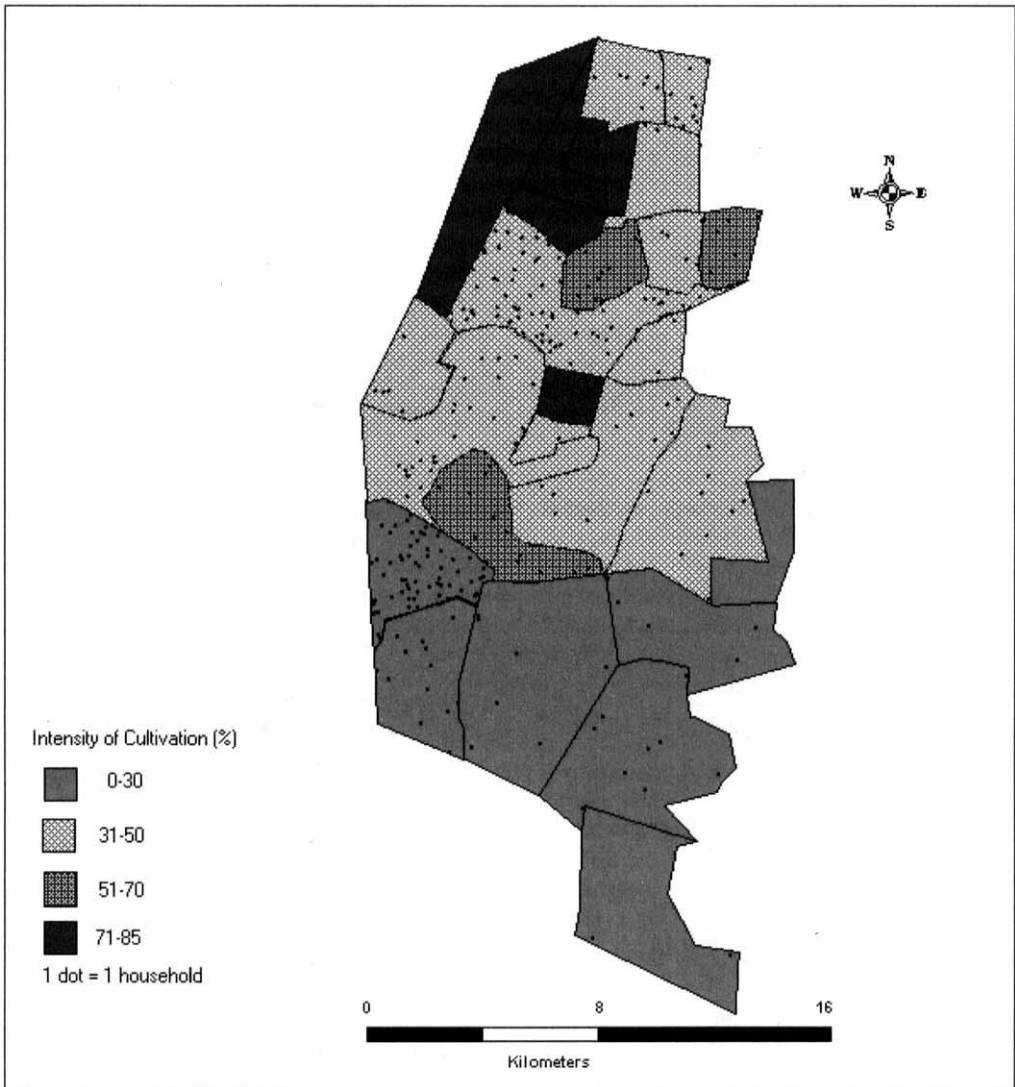 N
W E
S
Intensity of Cultivation (%)
0-30
31-50
51-70
71-85
1 dot = 1 household
0 8 16
Kilometers